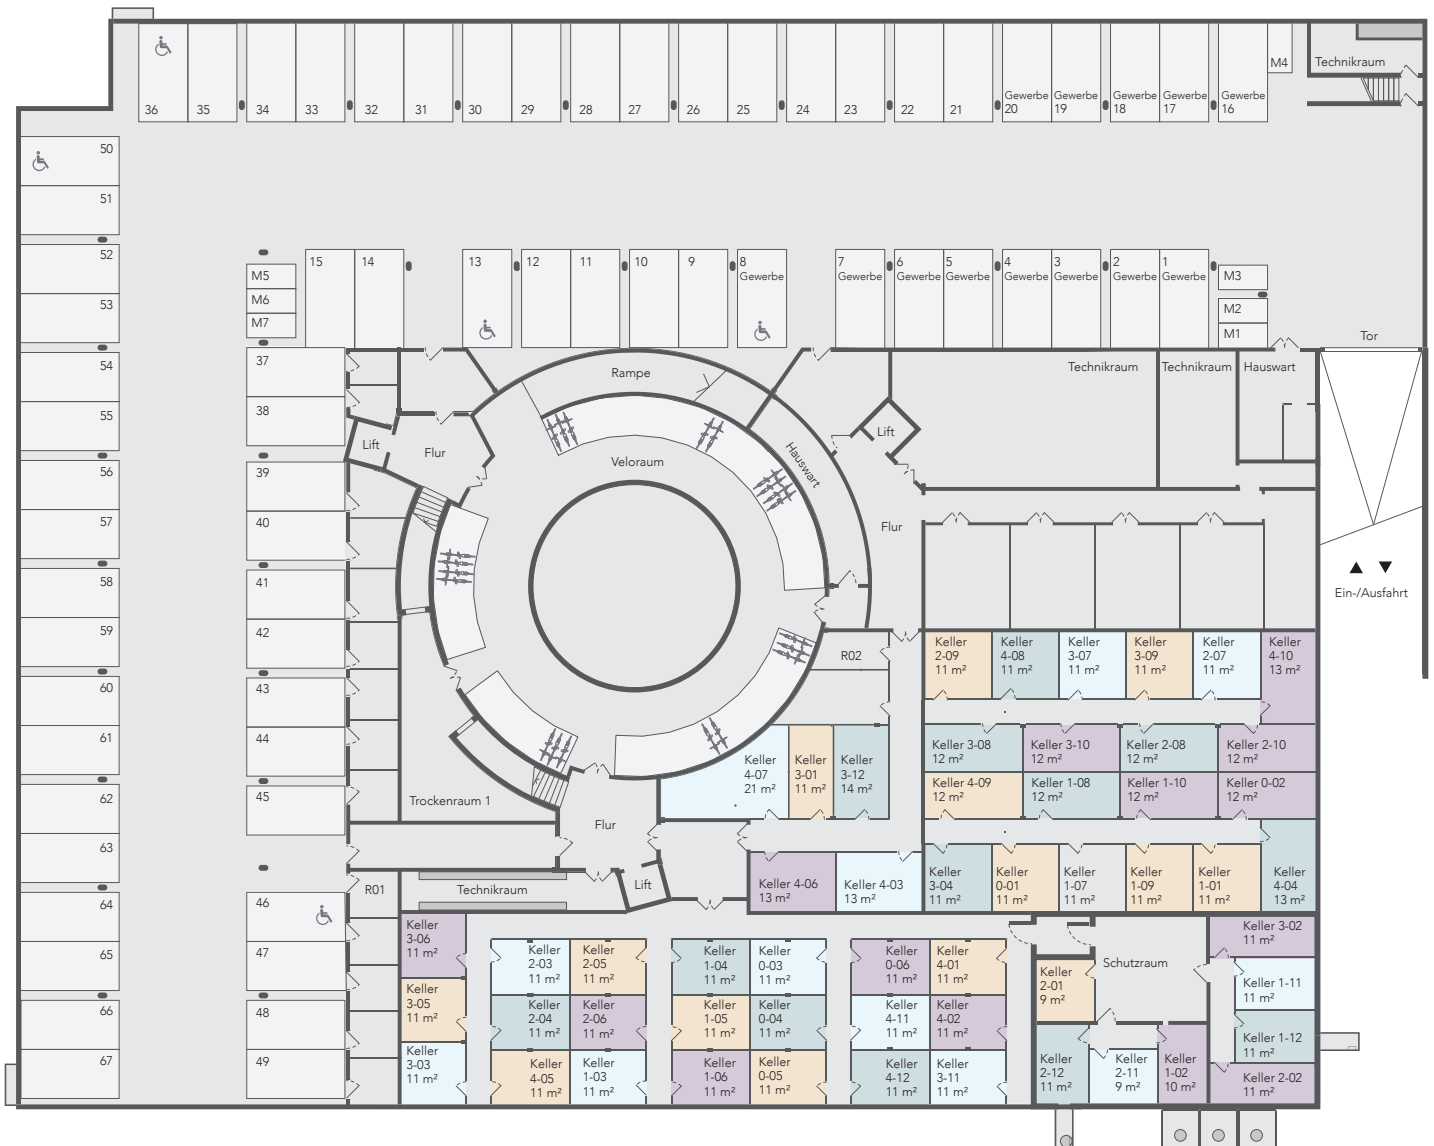 M4
Technikraum
Gewerbe
20
Gewerbe
19
Gewerbe
18
Gewerbe
17
Gewerbe
16
36
35
34
33
32
31
30
29
28
27
26
25
24
23
22
21
50
51
52
53
54
55
56
57
58
59
60
61
62
63
64
65
66
67
M5
M6
M7
15
14
13
12
11
10
9
8
Gewerbe
7
Gewerbe
6
Gewerbe
5
Gewerbe
4
Gewerbe
3
Gewerbe
2
Gewerbe
1
Gewerbe
M3
M2
M1
Tor
37
38
39
40
41
42
43
44
45
46
47
48
49
Rampe
Technikraum
Technikraum
Hauswart
Lift
Flur
Veloraum
Hauswart
Lift
Flur
Ein-/Ausfahrt
R02
Keller
2-09
11 m²
Keller
4-08
11 m²
Keller
3-07
11 m²
Keller
3-09
11 m²
Keller
2-07
11 m²
Keller
4-10
13 m²
Keller 3-08
12 m²
Keller 3-10
12 m²
Keller 2-08
12 m²
Keller 2-10
12 m²
Keller
4-07
21 m²
Keller
3-01
11 m²
Keller
3-12
14 m²
Keller 4-09
12 m²
Keller 1-08
12 m²
Keller 1-10
12 m²
Keller 0-02
12 m²
Trockenraum 1
Flur
Lift
R01
Technikraum
Keller 4-06
13 m²
Keller 4-03
13 m²
Keller
3-04
11 m²
Keller
0-01
11 m²
Keller
1-07
11 m²
Keller
1-09
11 m²
Keller
1-01
11 m²
Keller
4-04
13 m²
Keller
3-06
11 m²
Keller
3-05
11 m²
Keller
3-03
11 m²
Keller
2-03
11 m²
Keller
2-05
11 m²
Keller
2-04
11 m²
Keller
2-06
11 m²
Keller
4-05
11 m²
Keller
1-03
11 m²
Keller
1-04
11 m²
Keller
0-03
11 m²
Keller
1-05
11 m²
Keller
0-04
11 m²
Keller
1-06
11 m²
Keller
0-05
11 m²
Keller
0-06
11 m²
Keller
4-01
11 m²
Keller
4-11
11 m²
Keller
4-02
11 m²
Keller
4-12
11 m²
Keller
3-11
11 m²
Schutzraum
Keller
2-01
9 m²
Keller
2-12
11 m²
Keller
2-11
9 m²
Keller
1-02
10 m²
Keller 3-02
11 m²
Keller 1-11
11 m²
Keller 1-12
11 m²
Keller 2-02
11 m²